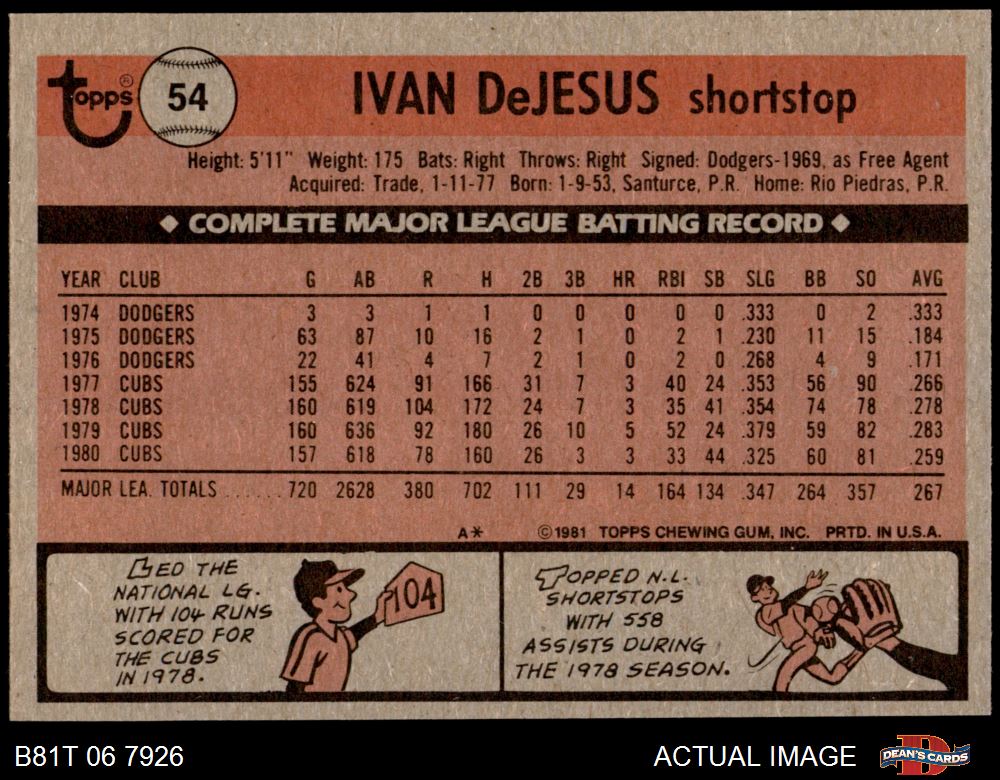 topps ®
54
IVAN DeJESUS shortstop
Height: 5'11" Weight: 175 Bats: Right Throws: Right Signed: Dodgers-1969, as Free Agent
Acquired: Trade, 1-11-77 Born: 1-9-53, Santurce, P.R. Home: Rio Piedras, P.R.
◆ COMPLETE MAJOR LEAGUE BATTING RECORD ◆
YEAR CLUB G AB R H 2B 3B HR RBI SB SLG BB SO AVG
1974 DODGERS 3 3 1 1 0 0 0 0 0 .333 0 2 .333
1975 DODGERS 63 87 10 16 2 1 0 2 1 .230 11 15 .184
1976 DODGERS 22 41 4 7 2 1 0 2 0 .268 4 9 .171
1977 CUBS 155 624 91 166 31 7 3 40 24 .353 56 90 .266
1978 CUBS 160 619 104 172 24 7 3 35 41 .354 74 78 .278
1979 CUBS 160 636 92 180 26 10 5 52 24 .379 59 82 .283
1980 CUBS 157 618 78 160 26 3 3 33 44 .325 60 81 .259
MAJOR LEA. TOTALS ...... 720 2628 380 702 111 29 14 164 134 .347 264 357 .267
A* ©1981 TOPPS CHEWING GUM, INC. PRTD. IN U.S.A.
LED THE
NATIONAL LG.
WITH 104 RUNS
SCORED FOR
THE CUBS
IN 1978.
104
TOPPED N.L.
SHORTSTOPS
WITH 558
ASSISTS DURING
THE 1978 SEASON.
B81T 06 7926
ACTUAL IMAGE
DEAN'S CARDS